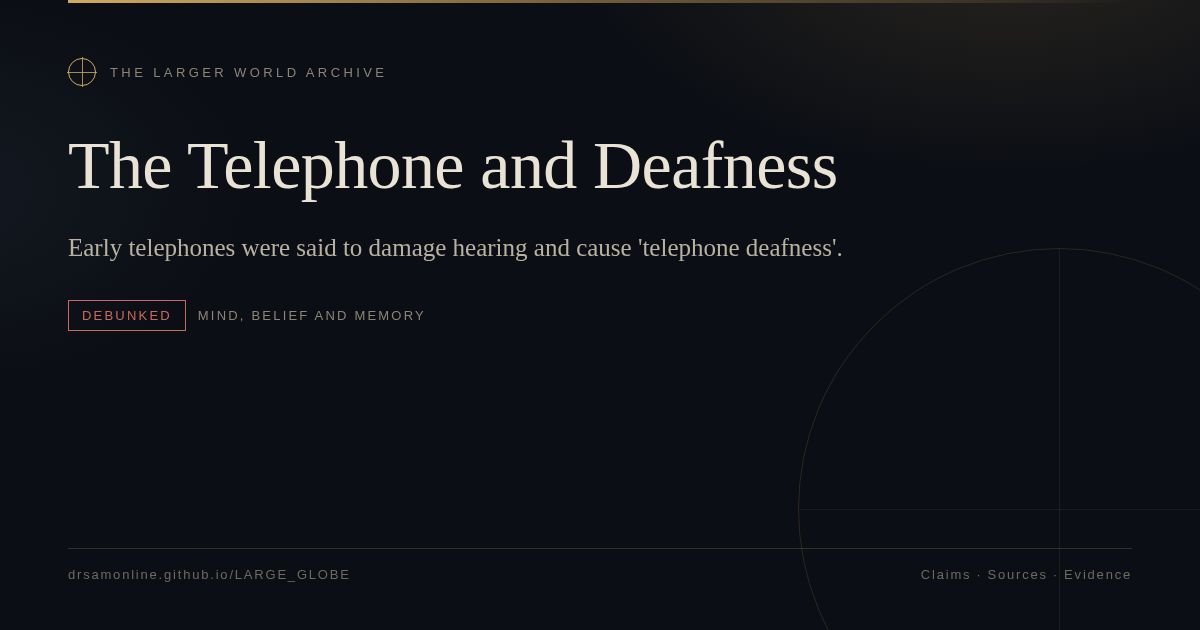 THE LARGER WORLD ARCHIVE
The Telephone and Deafness
Early telephones were said to damage hearing and cause 'telephone deafness'.
DEBUNKED MIND, BELIEF AND MEMORY
drsamonline.github.io/LARGE_GLOBE Claims · Sources · Evidence